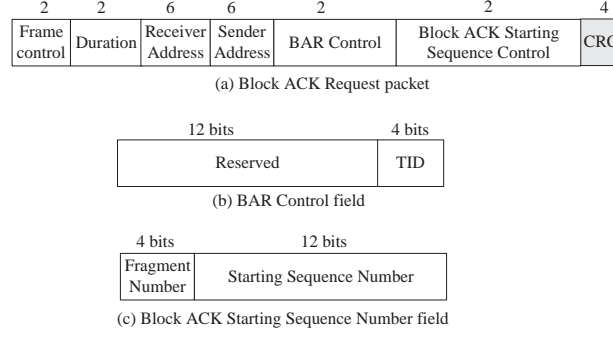 2 2 6 6 2 2 4
Frame control Duration Receiver Address Sender Address BAR Control Block ACK Starting Sequence Control CRC
(a) Block ACK Request packet
12 bits 4 bits
Reserved TID
(b) BAR Control field
4 bits 12 bits
Fragment Number Starting Sequence Number
(c) Block ACK Starting Sequence Number field